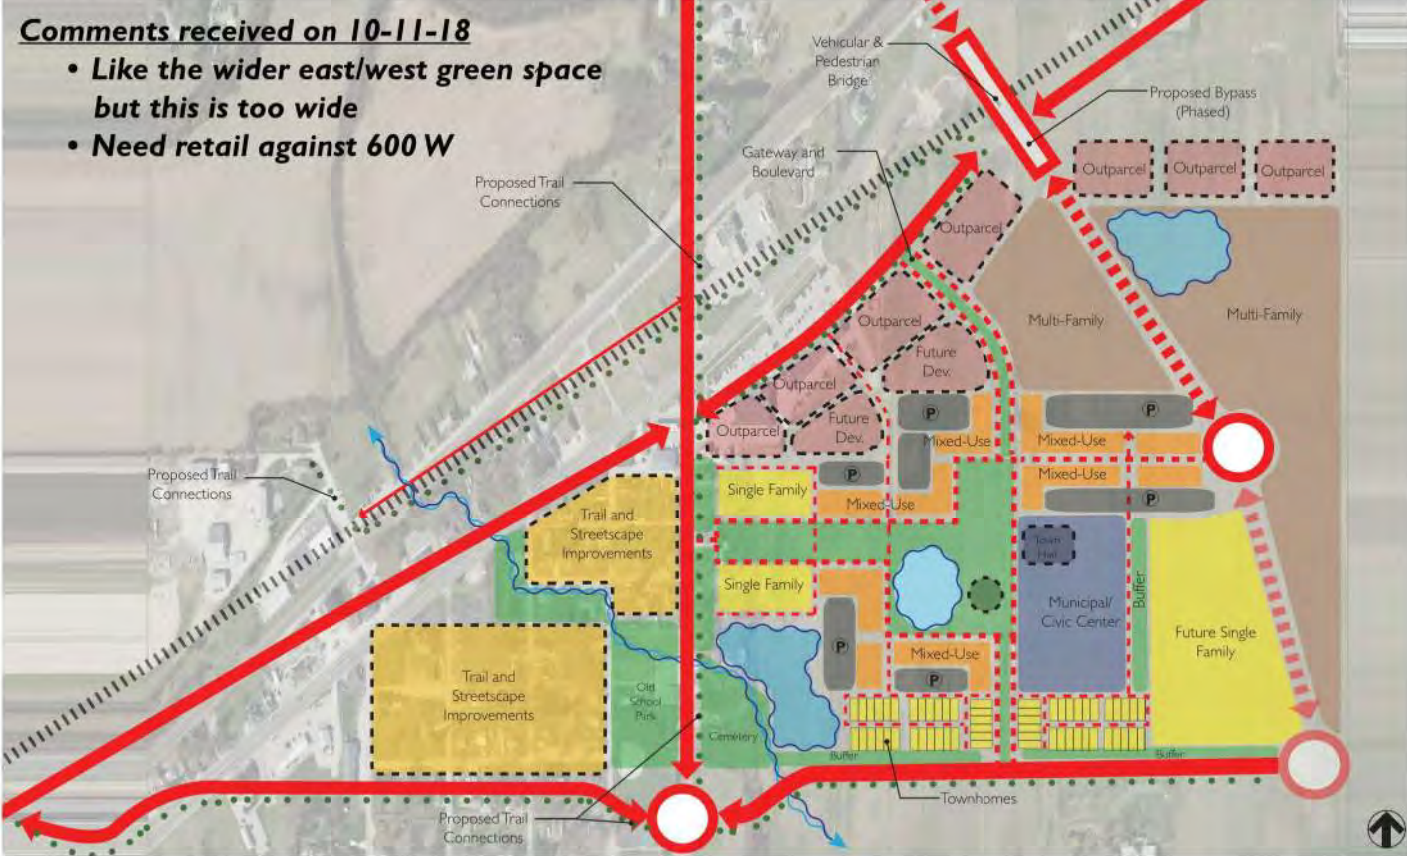 Comments received on 10-11-18
• Like the wider east/west green space
but this is too wide
• Need retail against 600 W
Vehicular &
Pedestrian
Bridge
Proposed Bypass
(Phased)
Gateway and
Boulevard
Proposed Trail
Connections
Outparcel
Outparcel
Outparcel
Outparcel
Multi-Family
Multi-Family
Outparcel
Future
Dev.
Outparcel
Outparcel
Future
Dev.
P
P
Mixed-Use
Mixed-Use
Proposed Trail
Connections
P
Mixed-Use
Single Family
Mixed-Use
P
Trail and
Streetscape
Improvements
Town
Hall
Single Family
Buffer
Municipal/
Civic Center
Future Single
Family
P
Mixed-Use
P
Trail and
Streetscape
Improvements
Old
School
Park
Cemetery
Buffer
Buffer
Townhomes
Proposed Trail
Connections